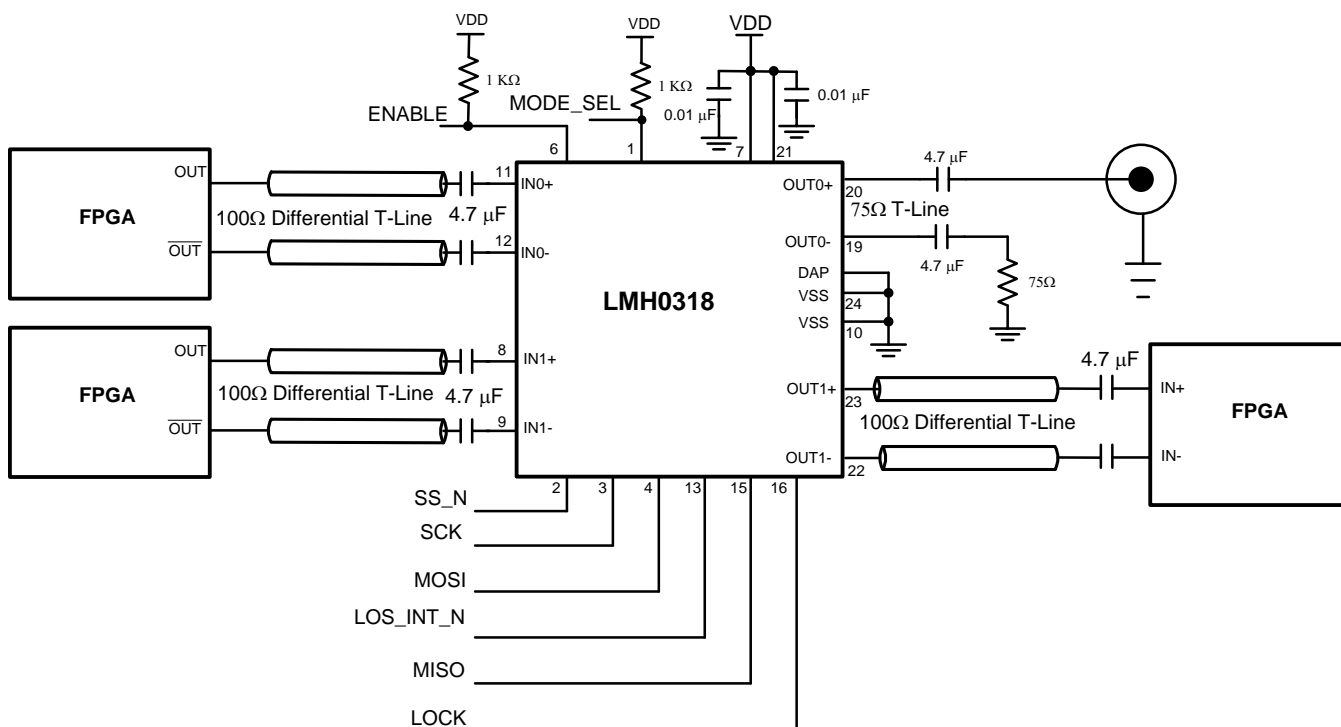 VDD
VDD
VDD
1 KΩ
1 KΩ
0.01 μF
0.01 μF
ENABLE
MODE_SEL
6
1
7
21
OUT
FPGA
OUT
100Ω Differential T-Line
4.7 μF
11
IN0+
12
IN0-
OUT
FPGA
OUT
100Ω Differential T-Line
4.7 μF
8
IN1+
9
IN1-
LMH0318
OUT0+
20
4.7 μF
75Ω T-Line
OUT0-
19
4.7 μF
75Ω
DAP
VSS
24
VSS
10
OUT1+
23
4.7 μF
100Ω Differential T-Line
OUT1-
22
IN+
FPGA
IN-
2
3
4
13
15
16
SS_N
SCK
MOSI
LOS_INT_N
MISO
LOCK